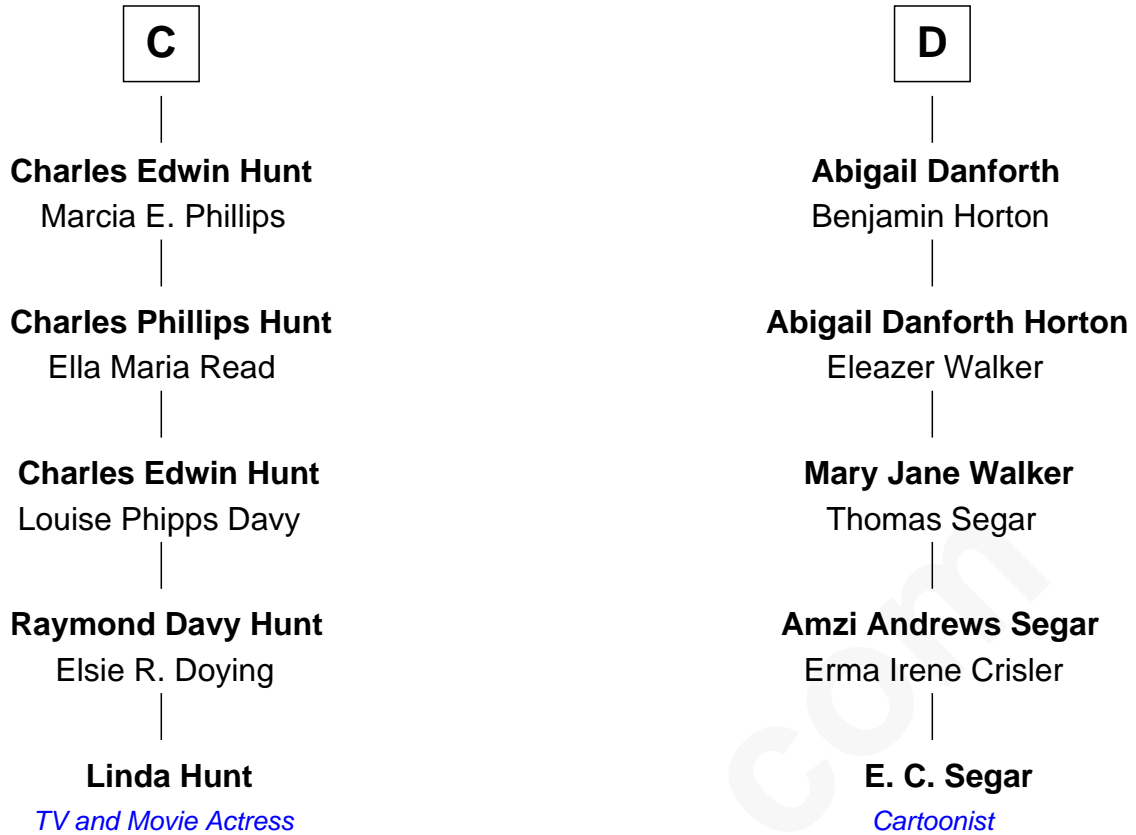 C
Charles Edwin Hunt
Marcia E. Phillips
Charles Phillips Hunt
Ella Maria Read
Charles Edwin Hunt
Louise Phipps Davy
Raymond Davy Hunt
Elsie R. Doying
Linda Hunt
TV and Movie Actress
D
Abigail Danforth
Benjamin Horton
Abigail Danforth Horton
Eleazer Walker
Mary Jane Walker
Thomas Segar
Amzi Andrews Segar
Erma Irene Crisler
E. C. Segar
Cartoonist
com